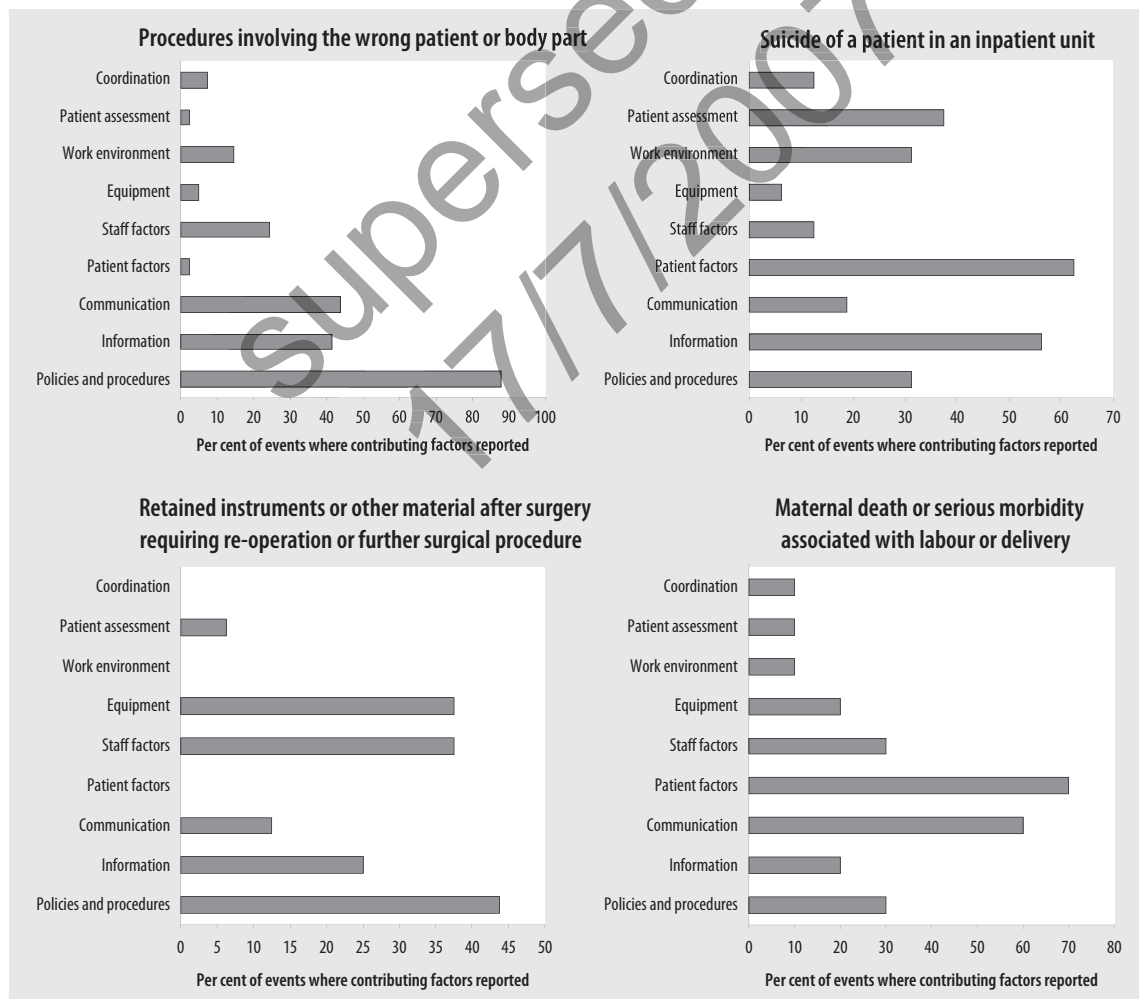 Procedures involving the wrong patient or body part
Coordination
Patient assessment
Work environment
Equipment
Staff factors
Patient factors
Communication
Information
Policies and procedures
0 10 20 30 40 50 60 70 80 90 100
Per cent of events where contributing factors reported
Suicide of a patient in an inpatient unit
Coordination
Patient assessment
Work environment
Equipment
Staff factors
Patient factors
Communication
Information
Policies and procedures
0 10 20 30 40 50 60 70
Per cent of events where contributing factors reported
Retained instruments or other material after surgery
requiring re-operation or further surgical procedure
Coordination
Patient assessment
Work environment
Equipment
Staff factors
Patient factors
Communication
Information
Policies and procedures
0 5 10 15 20 25 30 35 40 45 50
Per cent of events where contributing factors reported
Maternal death or serious morbidity
associated with labour or delivery
Coordination
Patient assessment
Work environment
Equipment
Staff factors
Patient factors
Communication
Information
Policies and procedures
0 10 20 30 40 50 60 70 80
Per cent of events where contributing factors reported
17/7/2007